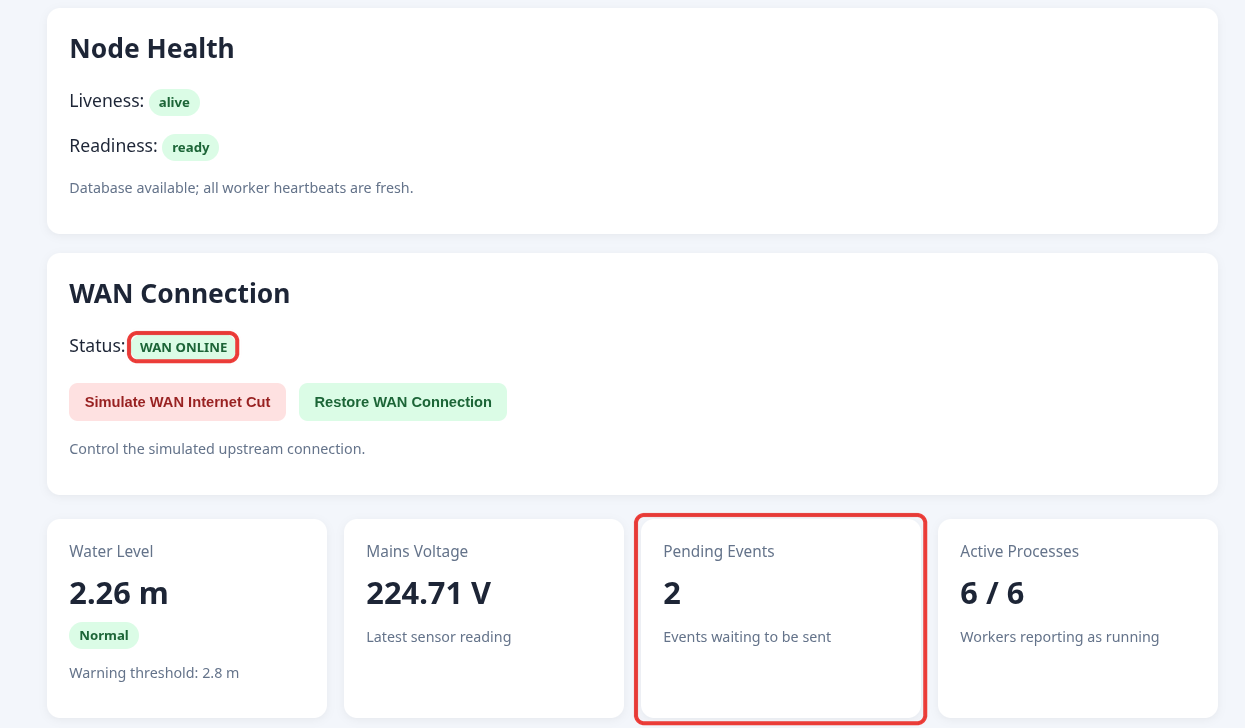 Node Health
Liveness: alive
Readiness: ready
Database available; all worker heartbeats are fresh.
WAN Connection
Status: WAN ONLINE
Simulate WAN Internet Cut
Restore WAN Connection
Control the simulated upstream connection.
Water Level
2.26 m
Normal
Warning threshold: 2.8 m
Mains Voltage
224.71 V
Latest sensor reading
Pending Events
2
Events waiting to be sent
Active Processes
6 / 6
Workers reporting as running